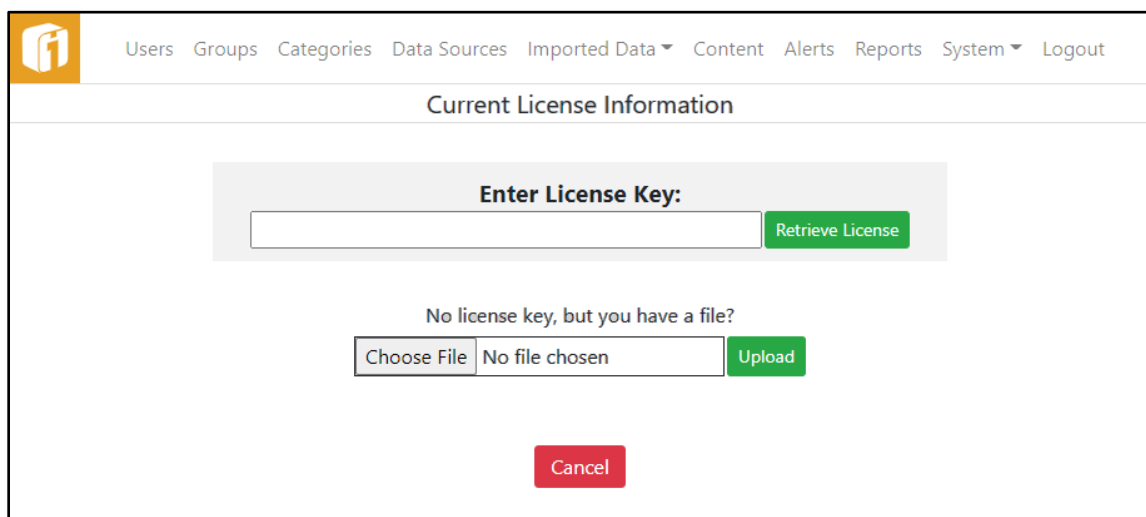 Users Groups Categories Data Sources Imported Data Content Alerts Reports System Logout
Current License Information
Enter License Key:
Retrieve License
No license key, but you have a file?
Choose File No file chosen Upload
Cancel